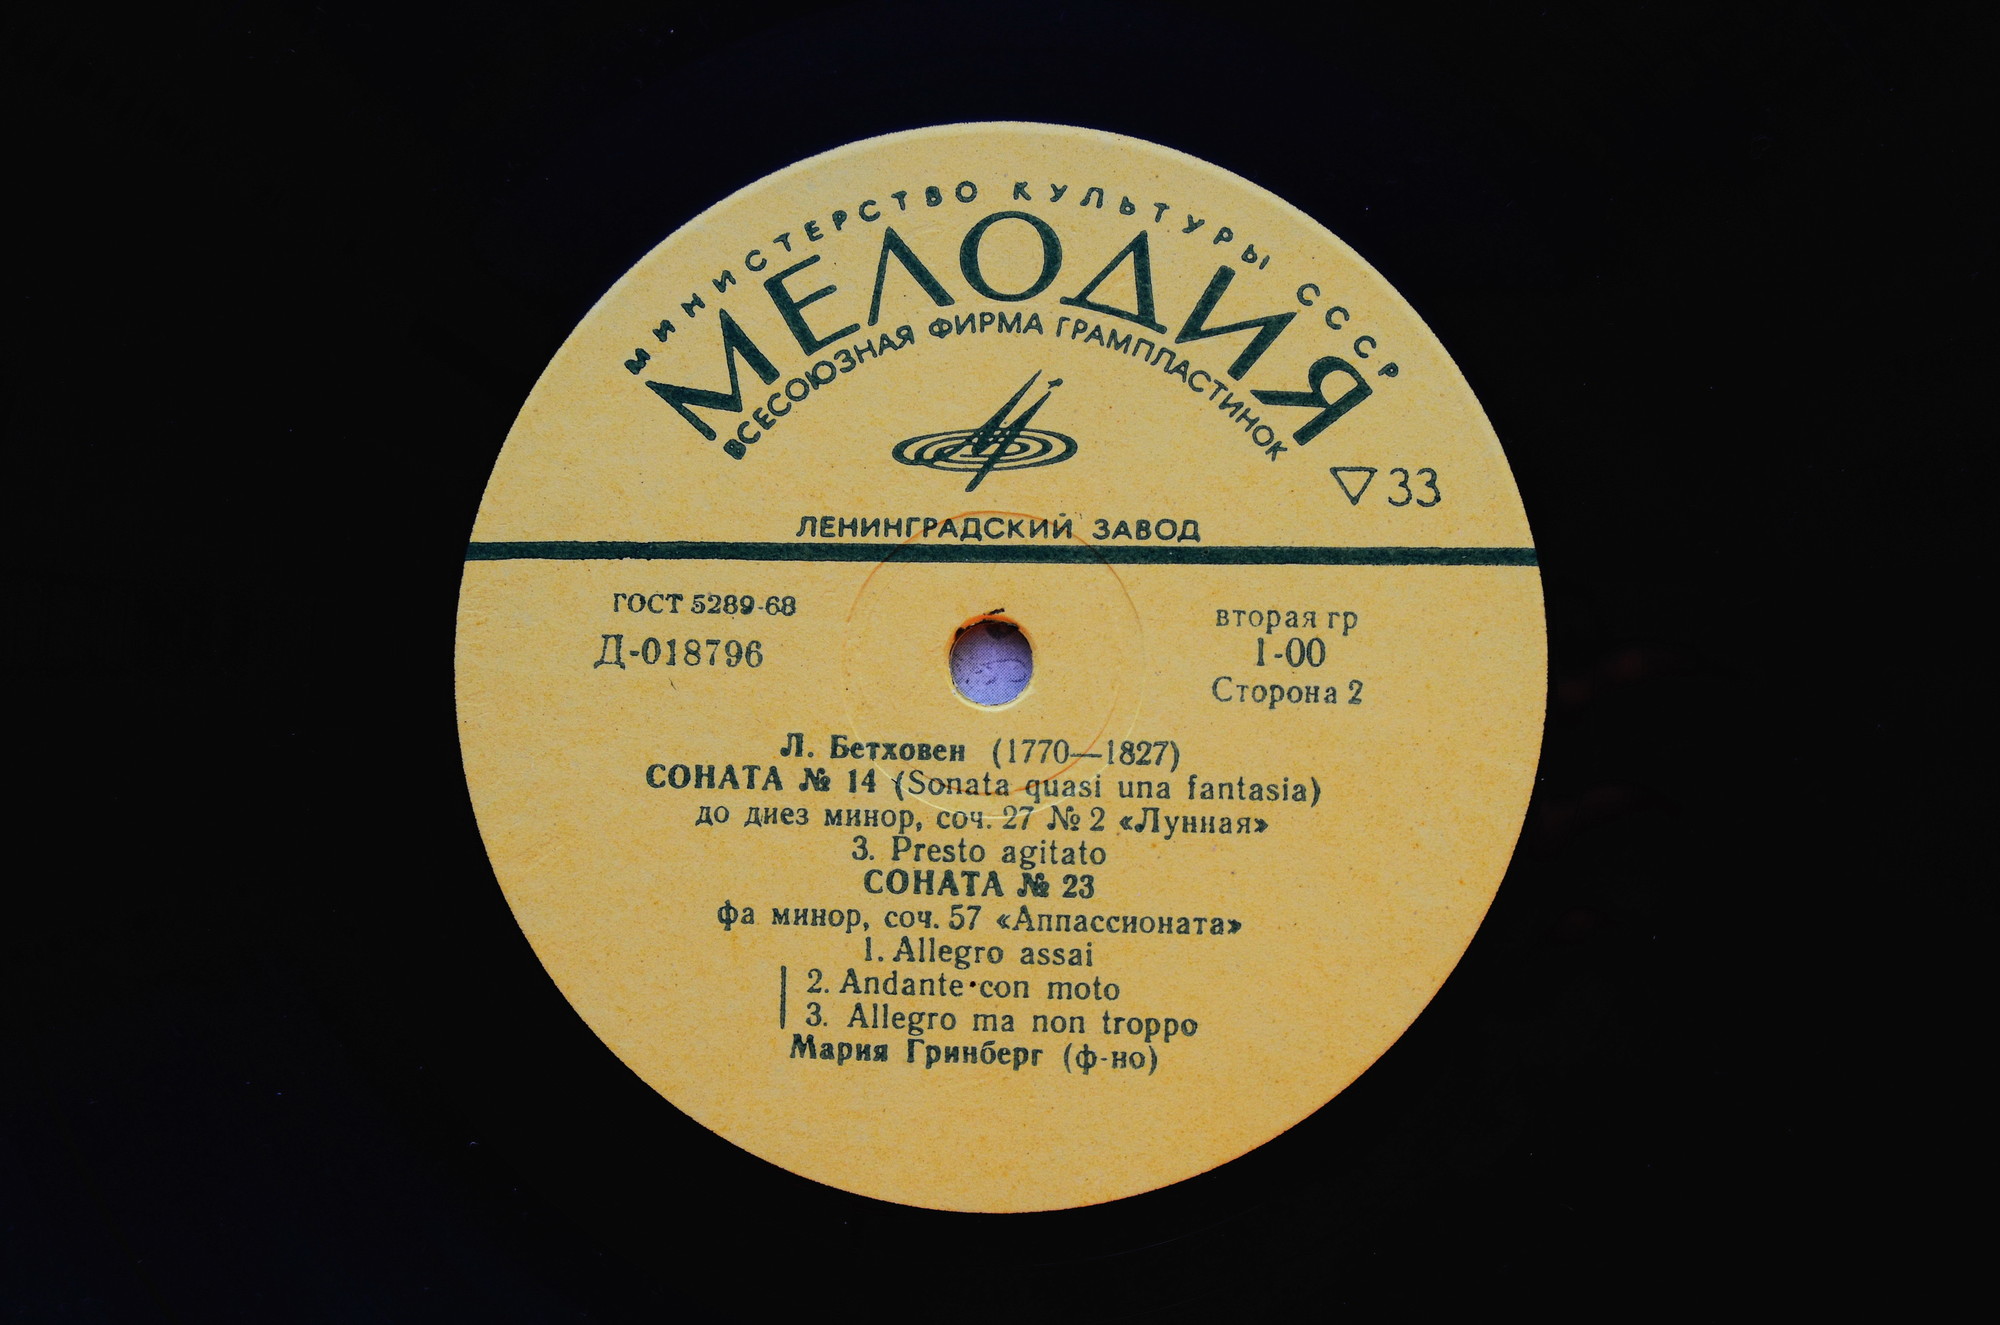 МИНИСТЕРСТВО КУЛЬТУРЫ СССР
МЕЛОДИЯ
ВСЕСОЮЗНАЯ ФИРМА ГРАМПЛАСТИНОК
▽33
ЛЕНИНГРАДСКИЙ ЗАВОД
ГОСТ 5289-68
Д-018796
вторая гр
1-00
Сторона 2
Л. Бетховен (1770—1827)
СОНАТА № 14 (Sonata quasi una fantasia)
до диез минор, соч. 27 № 2 «Лунная»
3. Presto agitato
СОНАТА № 23
фа минор, соч. 57 «Аппассионата»
1. Allegro assai
2. Andante con moto
3. Allegro ma non troppo
Мария Гринберг (ф-но)